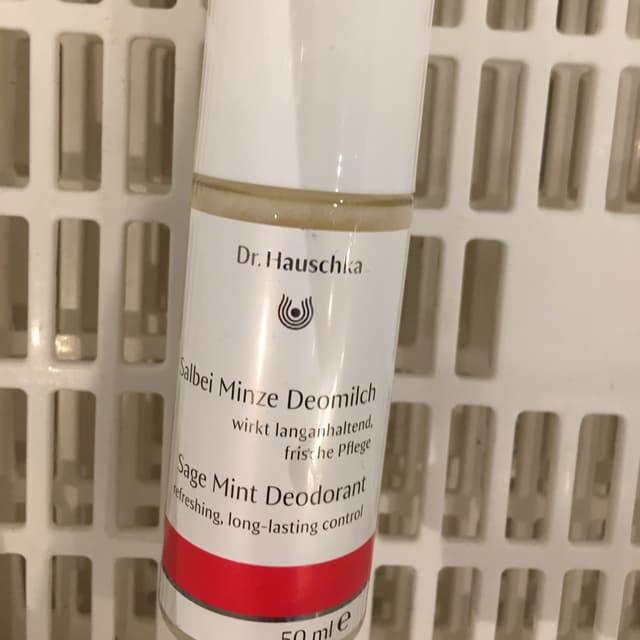 Dr. Hauschka
Salbei Minze Deomilch
wirkt langanhaltend,
frische Pflege
Sage Mint Deodorant
refreshing, long-lasting control
50 ml e